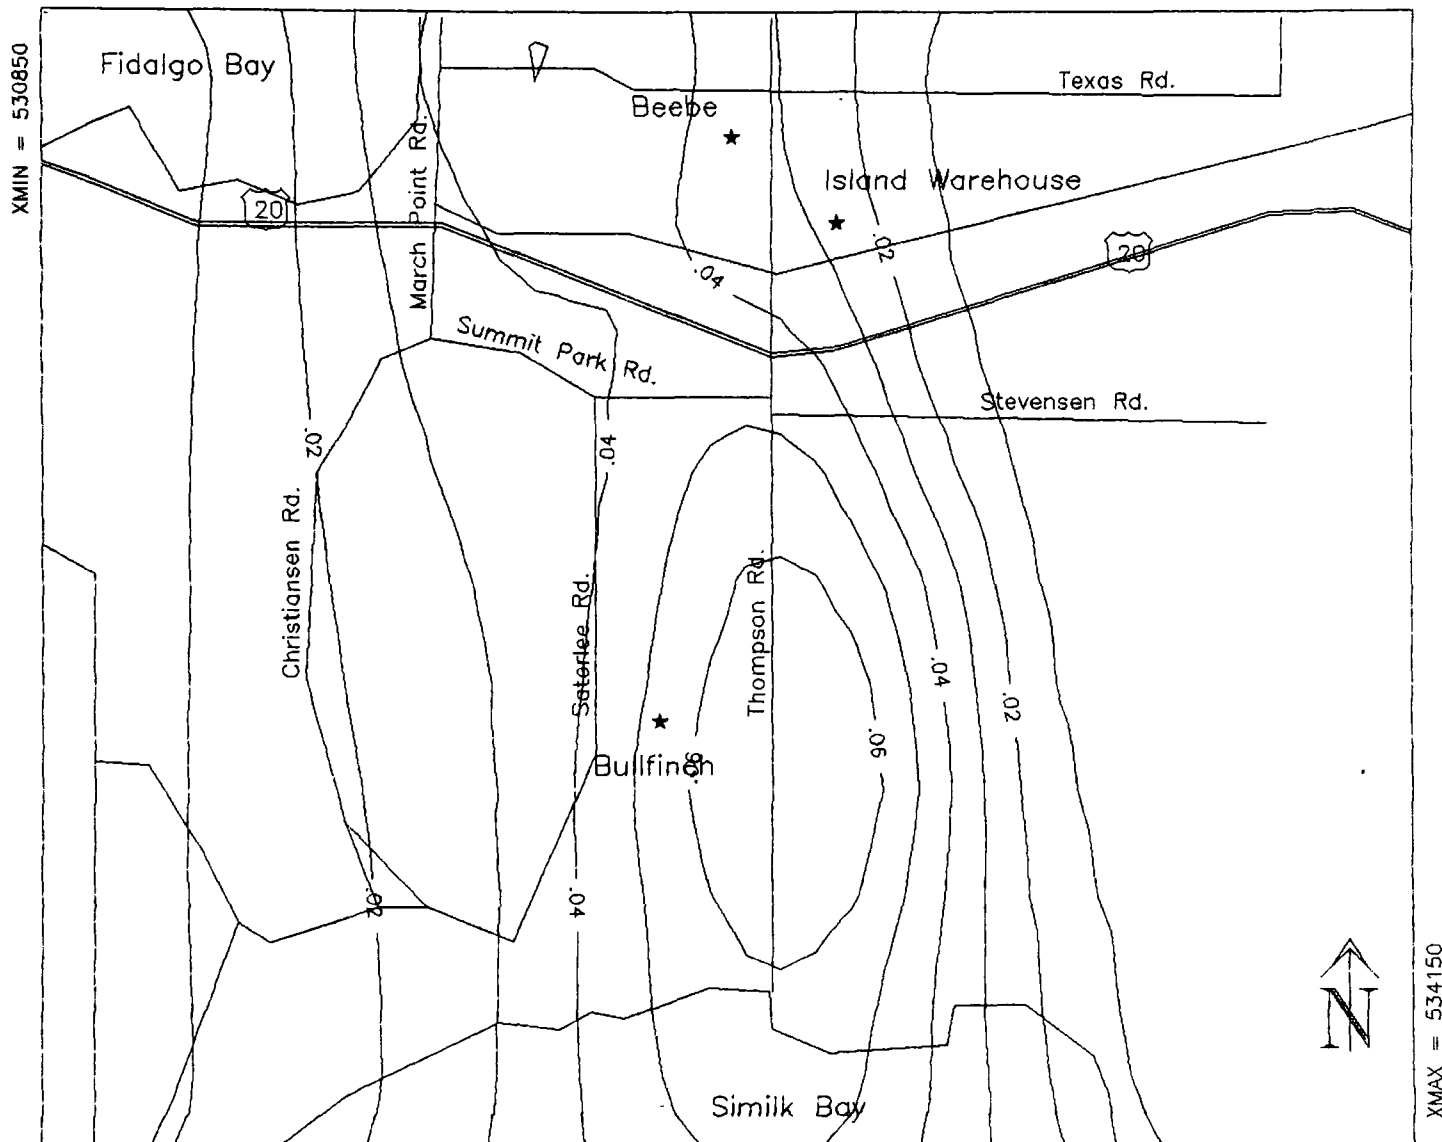 XMIN = 530850
Fidalgo Bay
Texas Rd.
Beebe
March Point Rd.
Island Warehouse
20
.02
20
.04
Summit Park Rd.
Stevensen Rd.
.02
.04
Christiansen Rd.
Saterlee Rd.
Thompson Rd.
.04
.02
.06
Bullfinch
.06
.02
.04
N
Similk Bay
XMAX = 534150